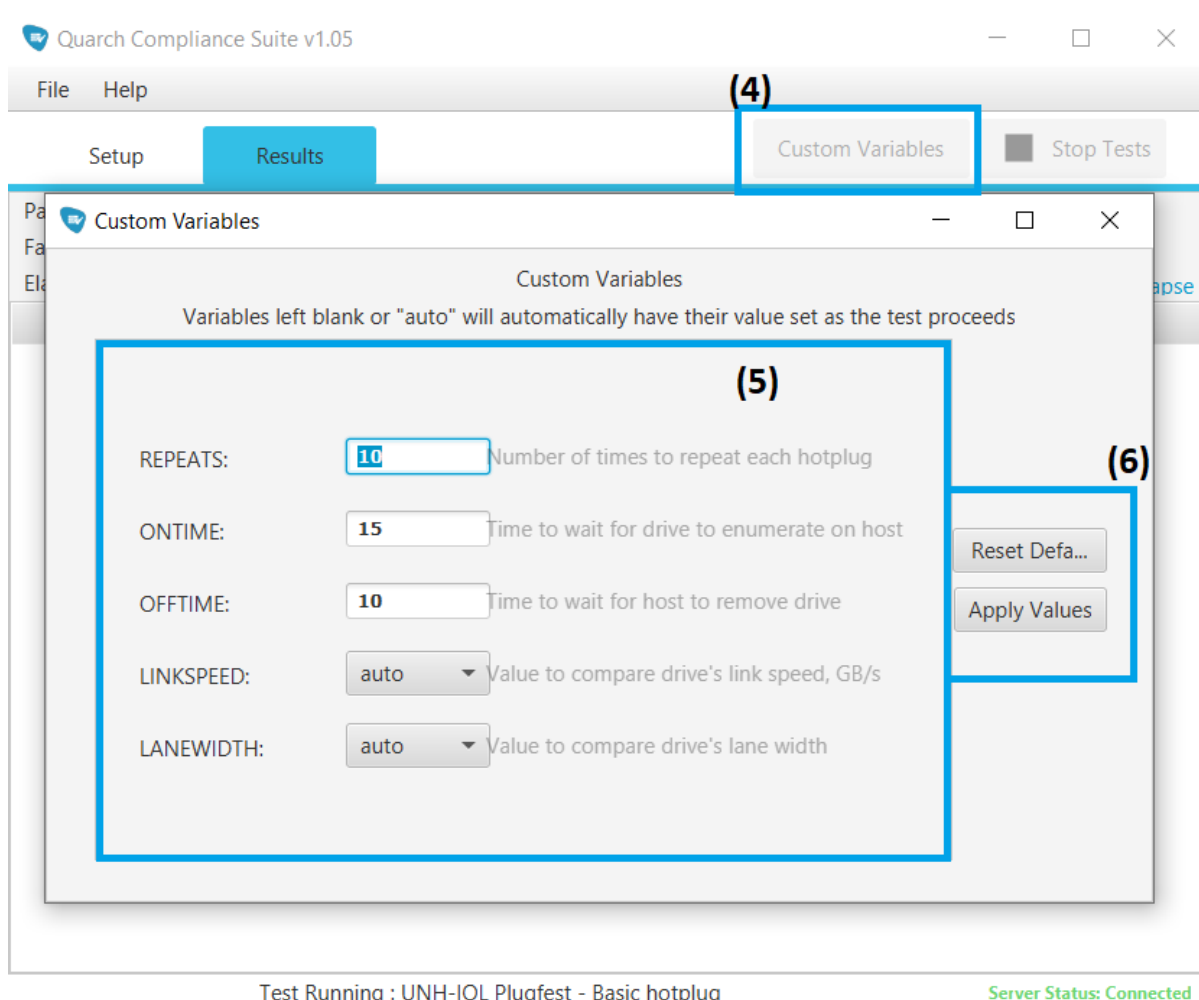 Quarch Compliance Suite v1.05
File Help
(4)
Setup Results Custom Variables Stop Tests
Pa
Custom Variables
Fa
Custom Variables
Ela
apse
Variables left blank or "auto" will automatically have their value set as the test proceeds
(5)
REPEATS: 10 Number of times to repeat each hotplug
(6)
ONTIME: 15 Time to wait for drive to enumerate on host
Reset Defa...
OFFTIME: 10 Time to wait for host to remove drive
Apply Values
LINKSPEED: auto Value to compare drive's link speed, GB/s
LANEWIDTH: auto Value to compare drive's lane width
Test Running : UNH-IOL Plugfest - Basic hotplug Server Status: Connected